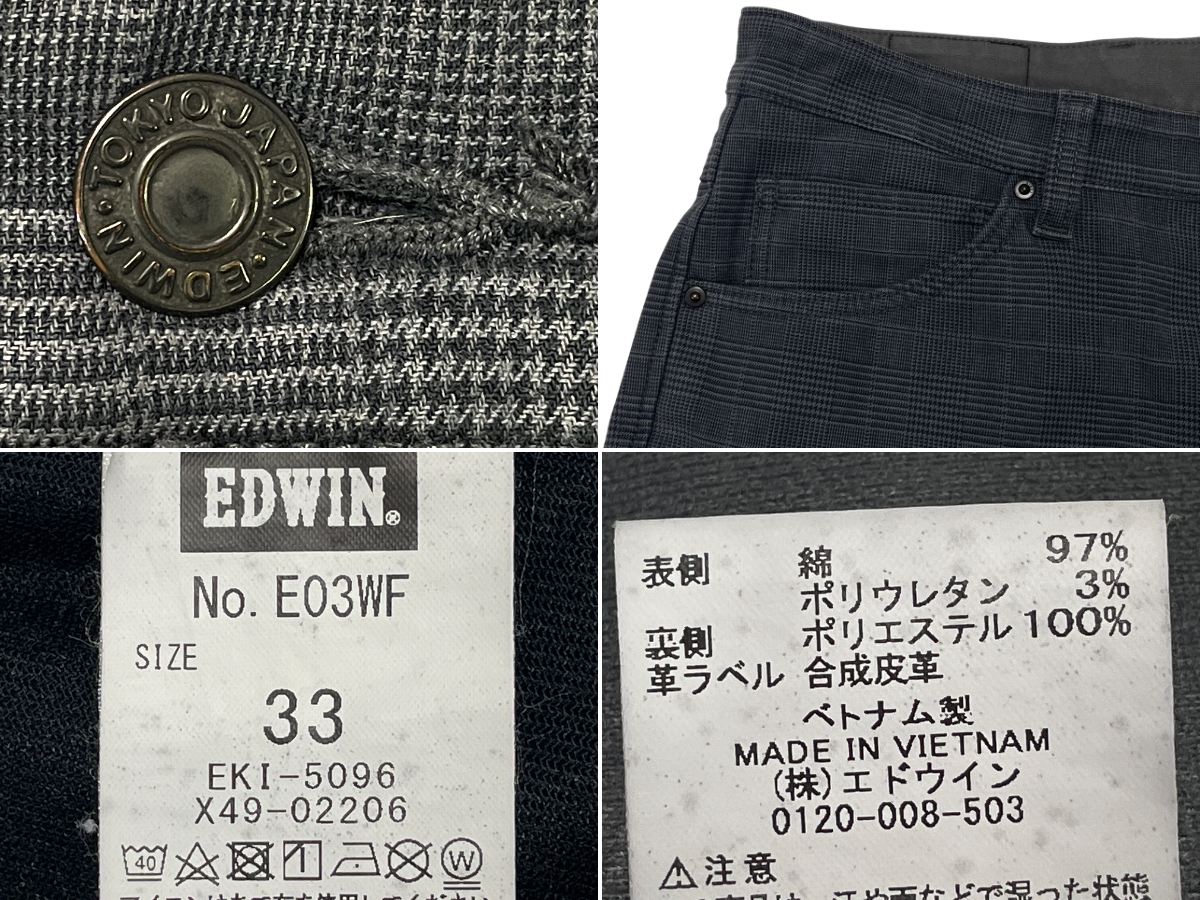 TOKYO JAPAN · EDWIN ·
EDWIN®
No. E03WF
SIZE
33
EKI-5096
X49-02206
40
W
表側 綿 97%
ポリウレタン 3%
裏側 ポリエステル 100%
革ラベル 合成皮革
ベトナム製
MADE IN VIETNAM
(株)エドウイン
0120-008-503
⚠注意